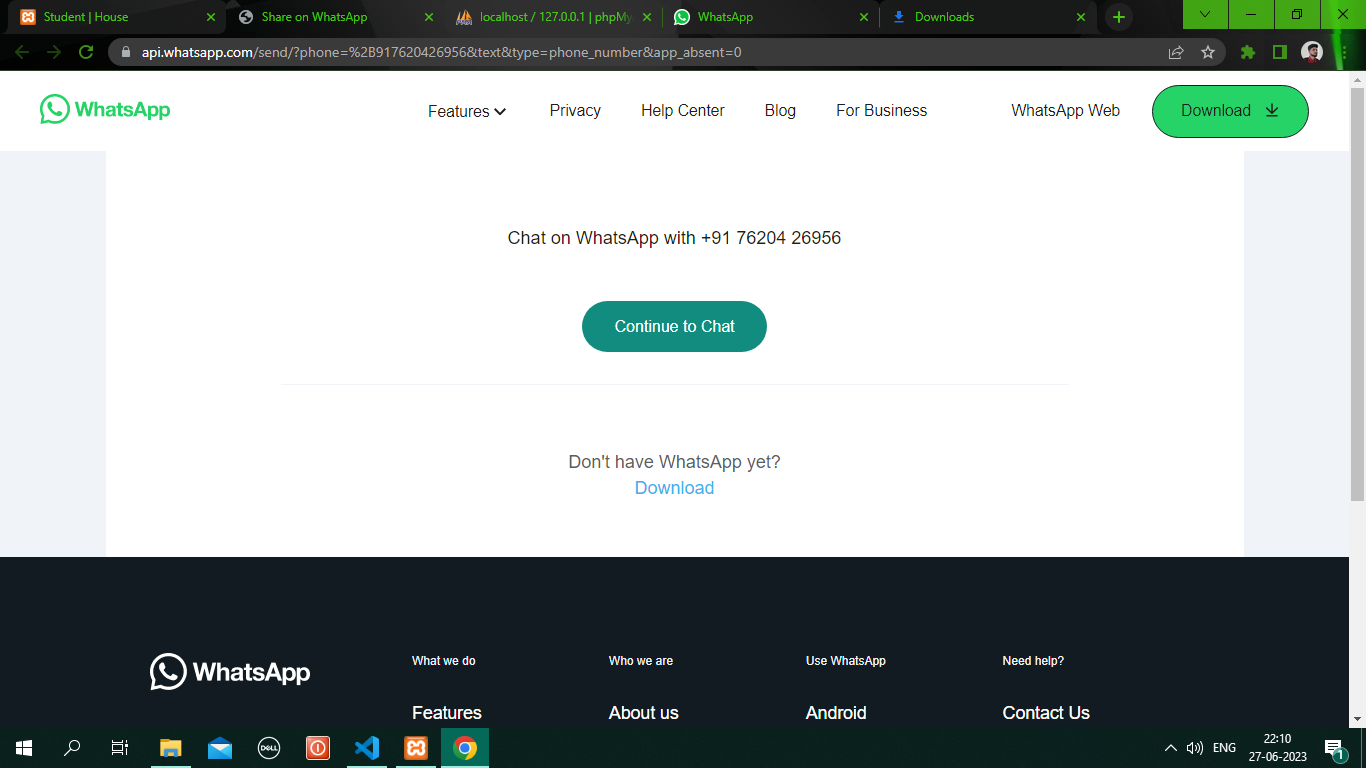 Student | House
Share on WhatsApp
localhost / 127.0.0.1 | phpMy
WhatsApp
Downloads
api.whatsapp.com/send/?phone=%2B917620426956&text&type=phone_number&app_absent=0
WhatsApp
Features
Privacy
Help Center
Blog
For Business
WhatsApp Web
Download
Chat on WhatsApp with +91 76204 26956
Continue to Chat
Don't have WhatsApp yet?
Download
WhatsApp
What we do
Who we are
Use WhatsApp
Need help?
Features
About us
Android
Contact Us
DELL
ENG
22:10
27-06-2023
1